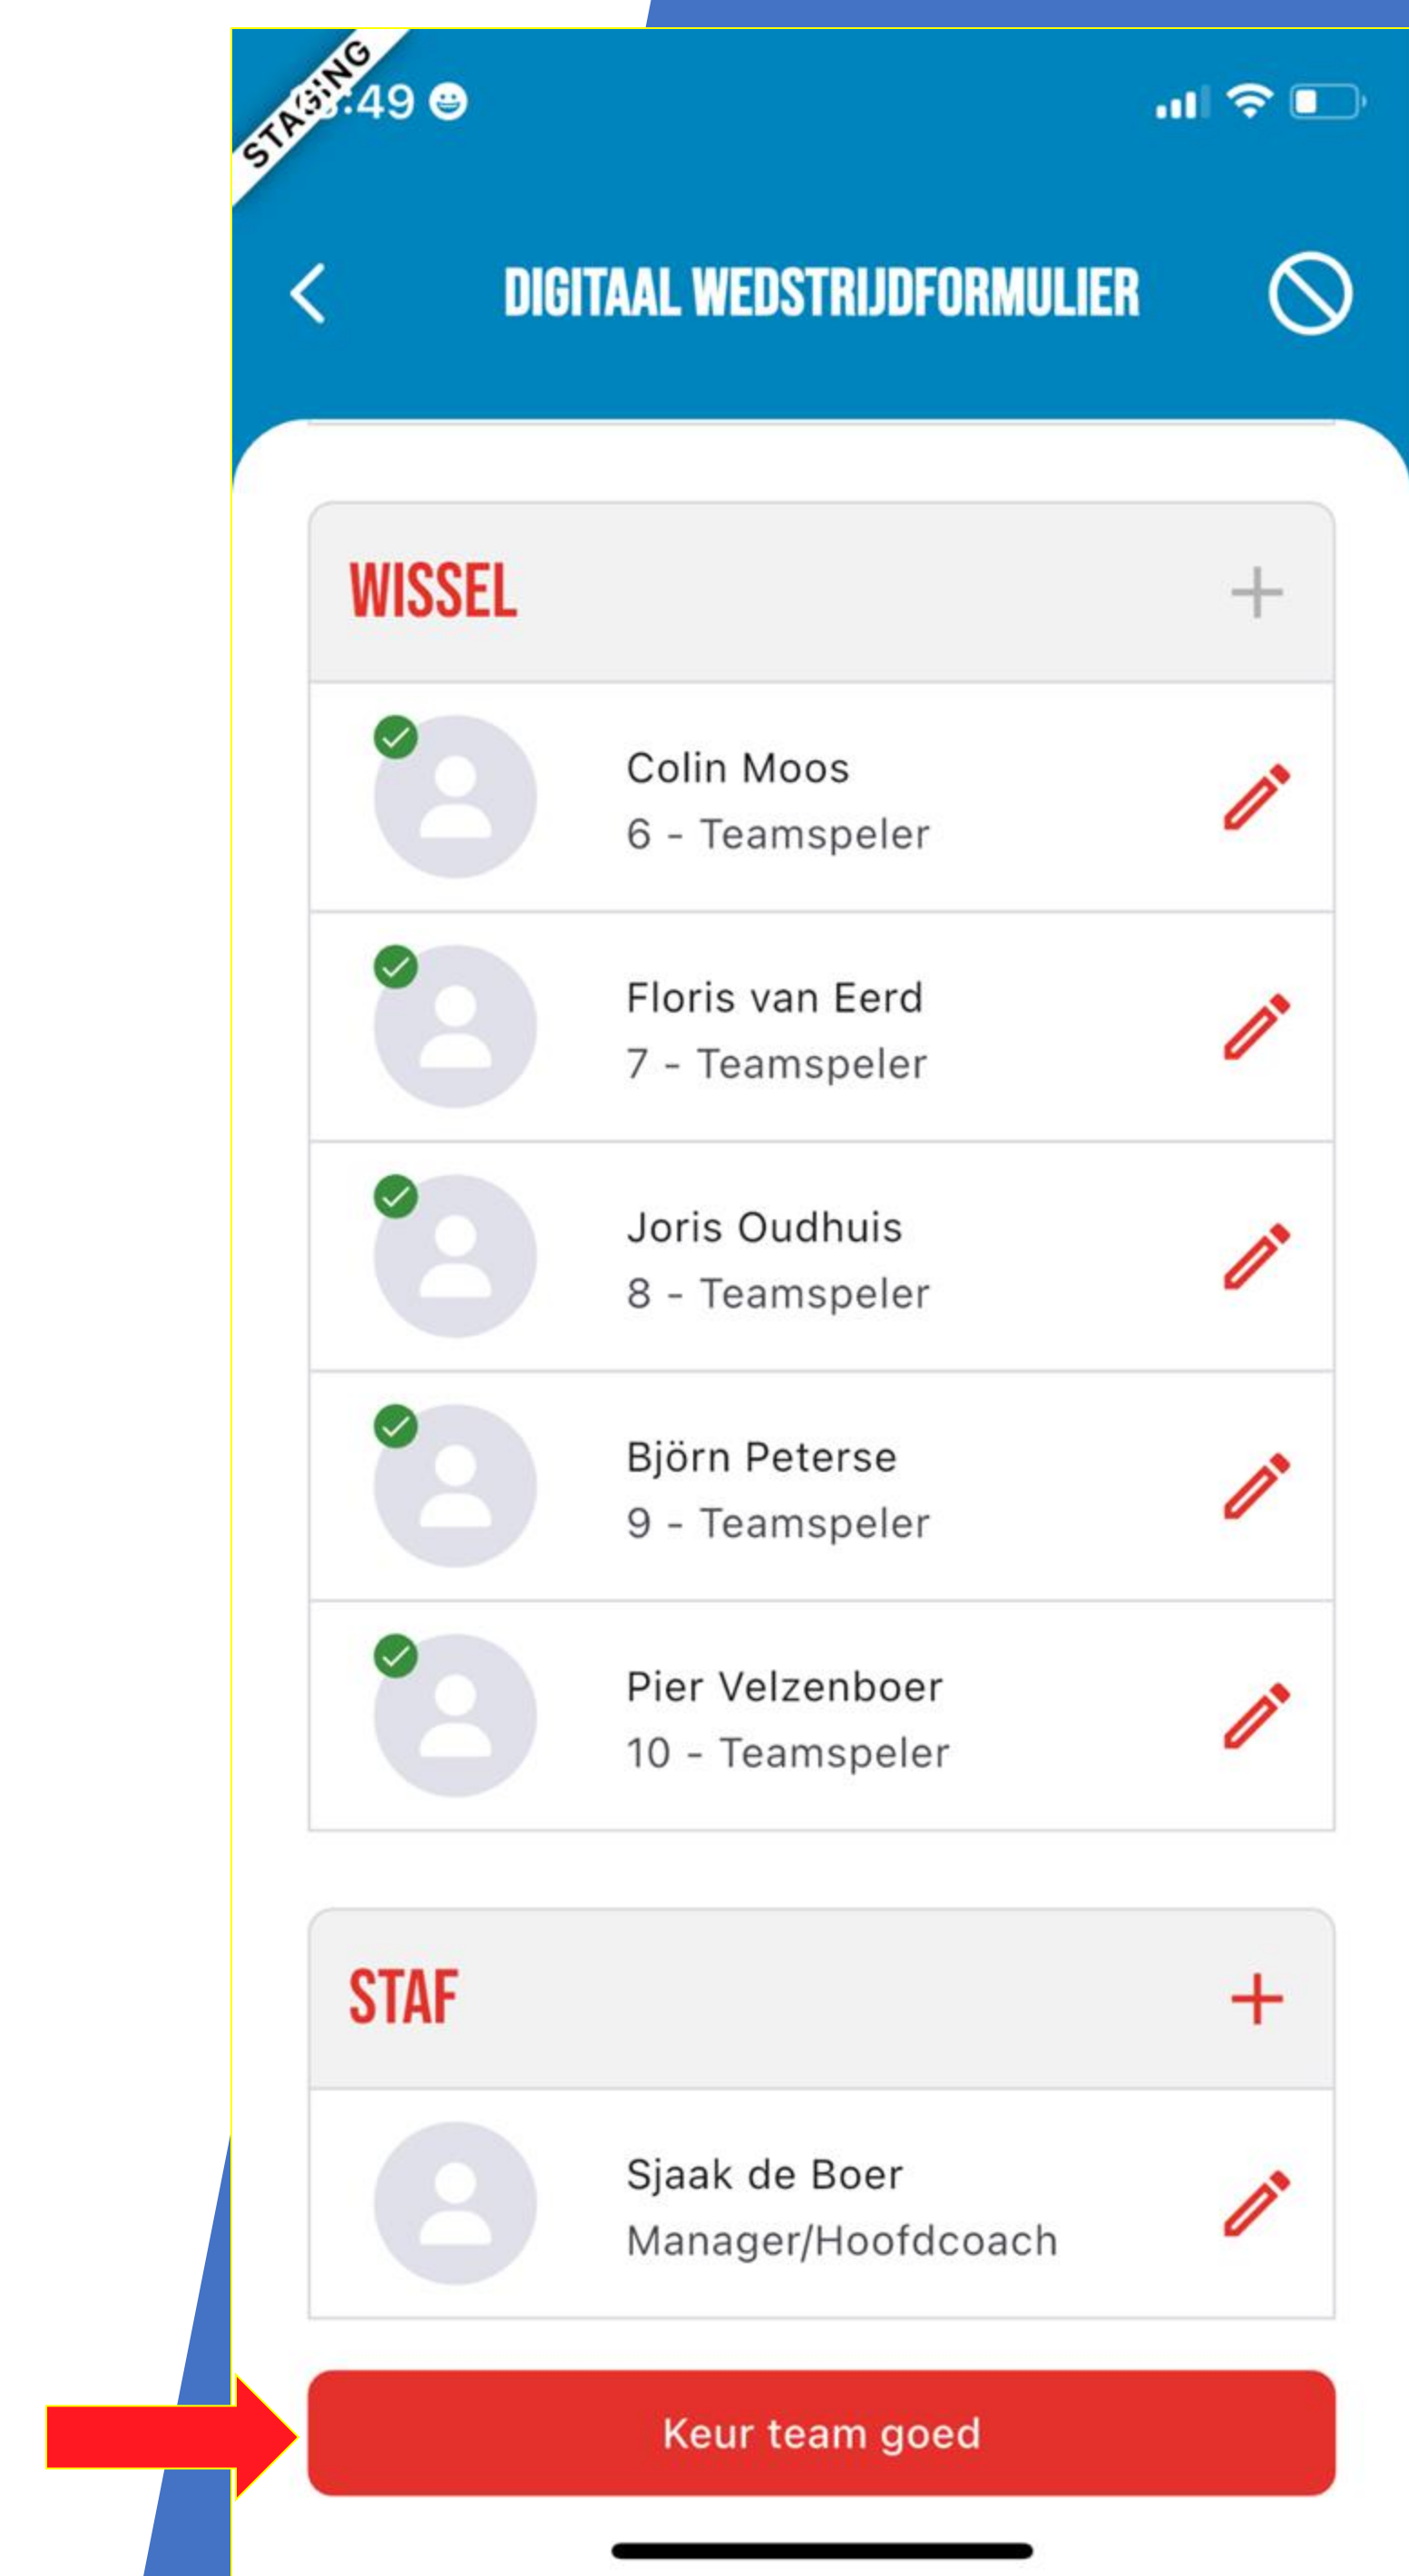 STAGING
:49
DIGITAAL WEDSTRIJDFORMULIER
WISSEL
Colin Moos
6 - Teamspeler
Floris van Eerd
7 - Teamspeler
Joris Oudhuis
8 - Teamspeler
Björn Peterse
9 - Teamspeler
Pier Velzenboer
10 - Teamspeler
STAF
Sjaak de Boer
Manager/Hoofdcoach
Keur team goed